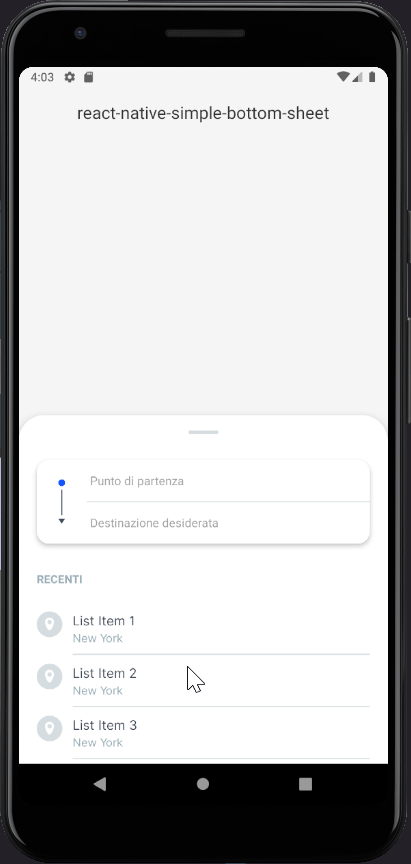 4:03
react-native-simple-bottom-sheet
Punto di partenza
Destinazione desiderata
RECENTI
List Item 1
New York
List Item 2
New York
List Item 3
New York